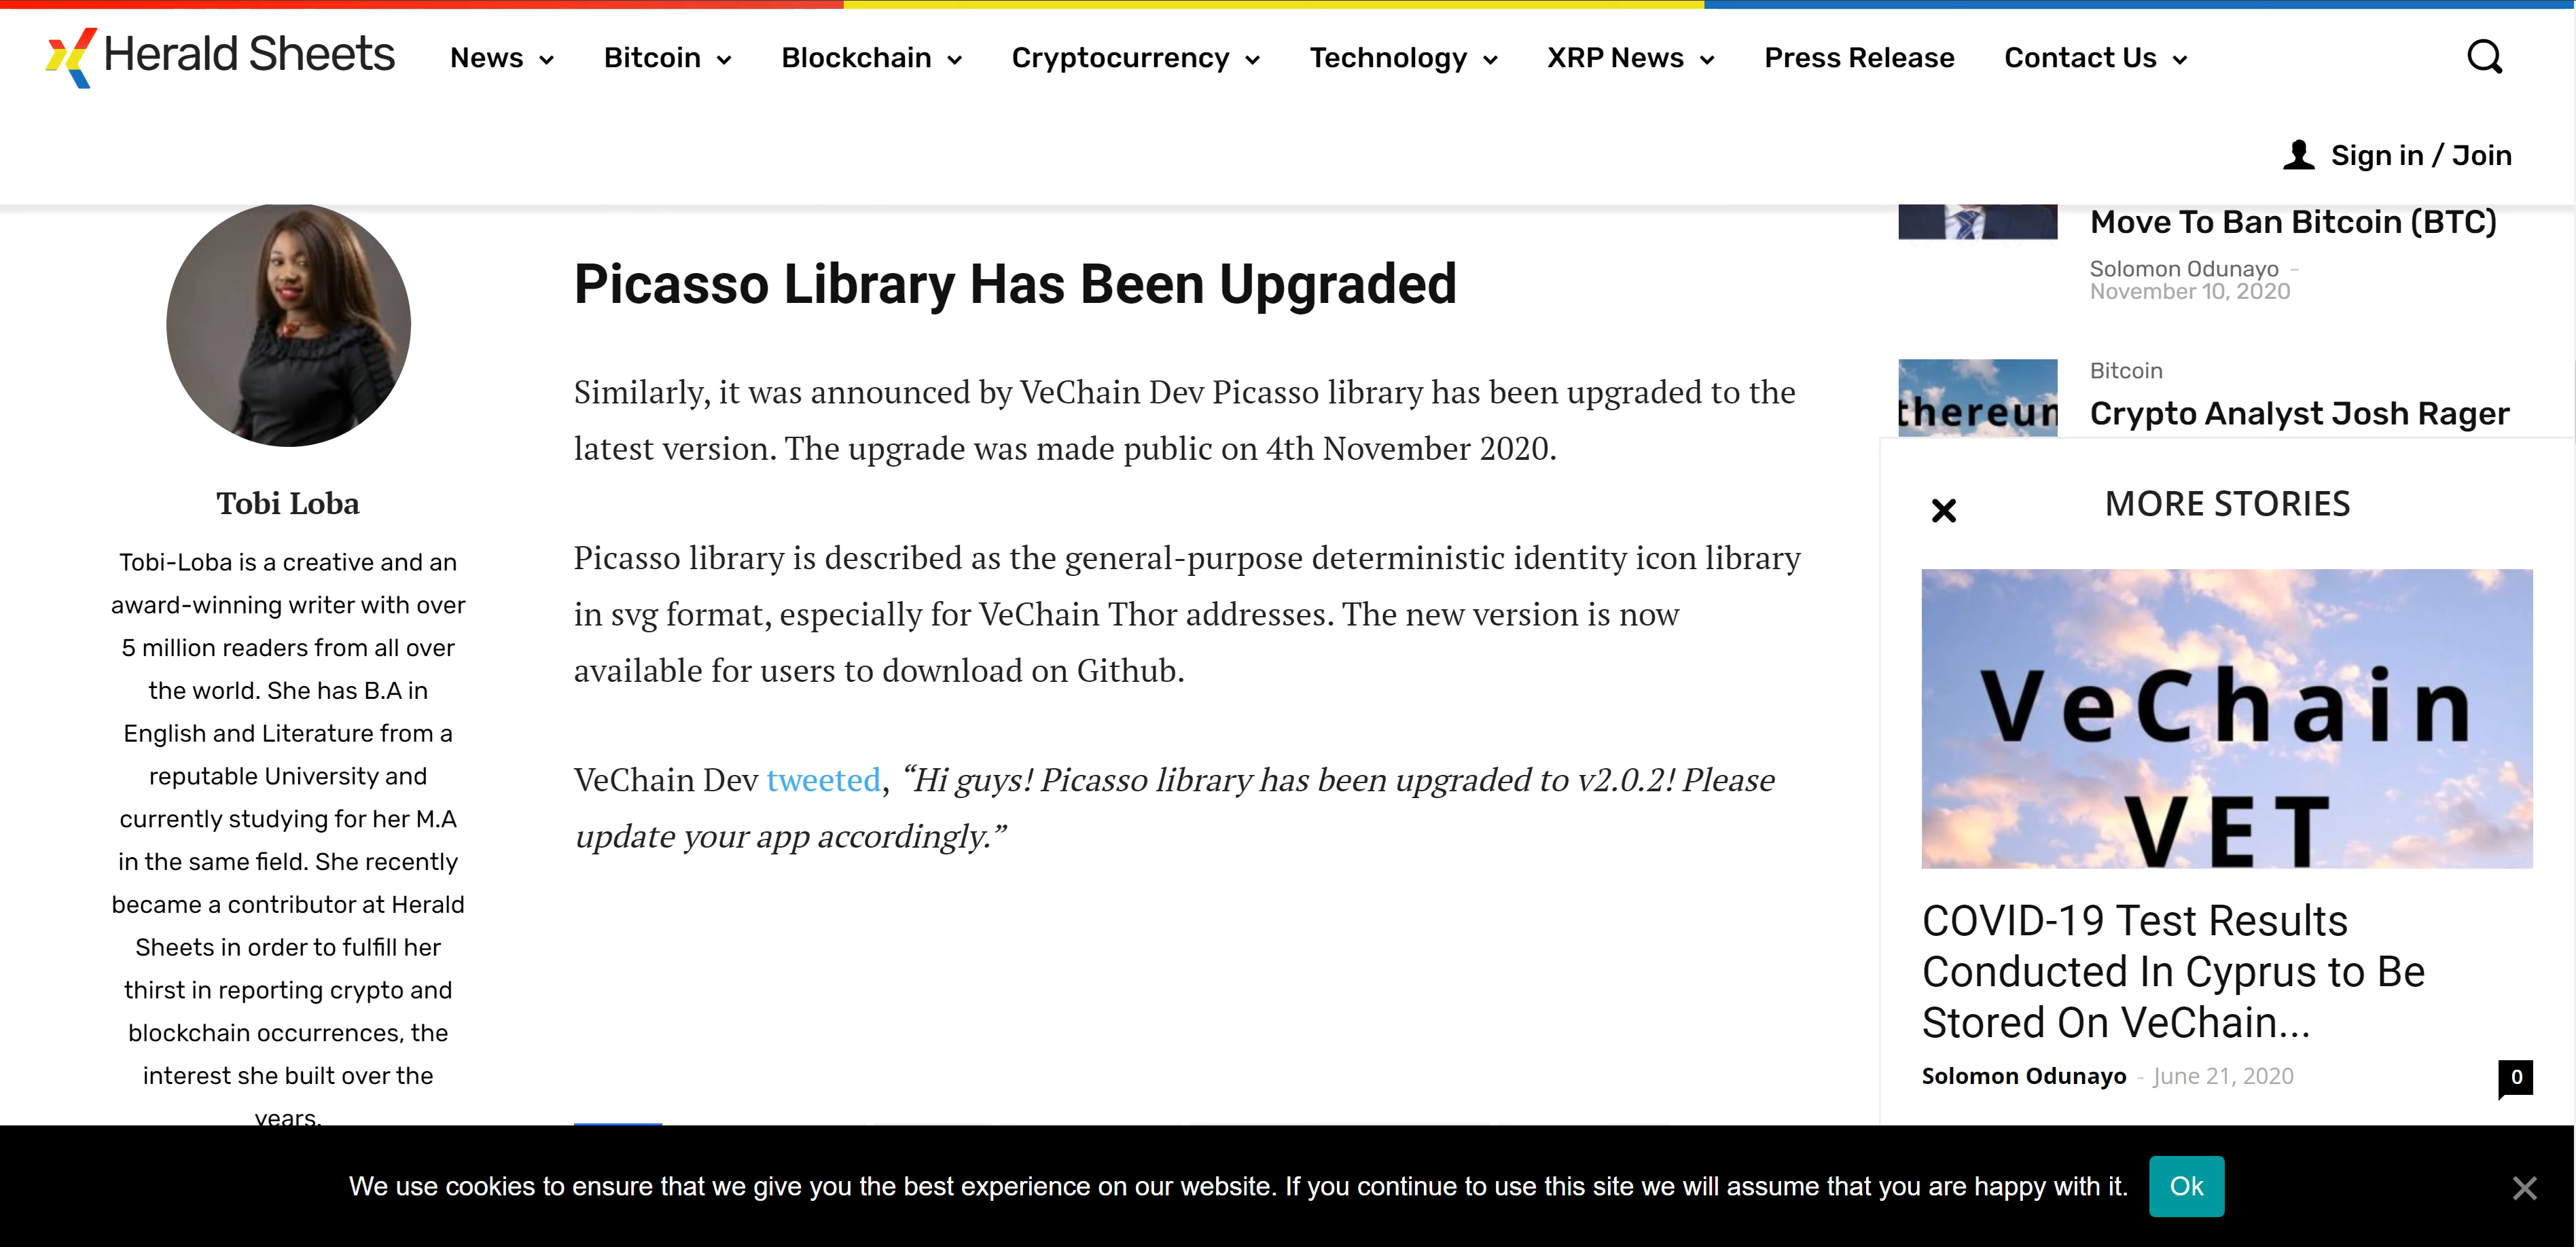 Herald Sheets
News
Bitcoin
Blockchain
Cryptocurrency
Technology
XRP News
Press Release
Contact Us
Sign in / Join
Tobi Loba
Tobi-Loba is a creative and an
award-winning writer with over
5 million readers from all over
the world. She has B.A in
English and Literature from a
reputable University and
currently studying for her M.A
in the same field. She recently
became a contributor at Herald
Sheets in order to fulfill her
thirst in reporting crypto and
blockchain occurrences, the
interest she built over the
years.
Picasso Library Has Been Upgraded
Similarly, it was announced by VeChain Dev Picasso library has been upgraded to the
latest version. The upgrade was made public on 4th November 2020.
Picasso library is described as the general-purpose deterministic identity icon library
in svg format, especially for VeChain Thor addresses. The new version is now
available for users to download on Github.
VeChain Dev tweeted, “Hi guys! Picasso library has been upgraded to v2.0.2! Please
update your app accordingly.”
Move To Ban Bitcoin (BTC)
Solomon Odunayo -
November 10, 2020
thereum
Bitcoin
Crypto Analyst Josh Rager
MORE STORIES
VeChain
VET
COVID-19 Test Results
Conducted In Cyprus to Be
Stored On VeChain...
Solomon Odunayo - June 21, 2020
0
We use cookies to ensure that we give you the best experience on our website. If you continue to use this site we will assume that you are happy with it.
Ok